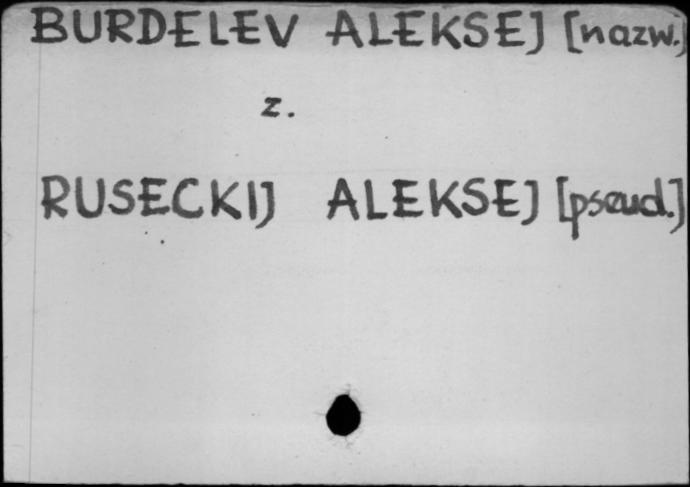 BURDELEV ALEKSEJ [nazw.]
z.
RUSECKIJ ALEKSEJ [pseud.]